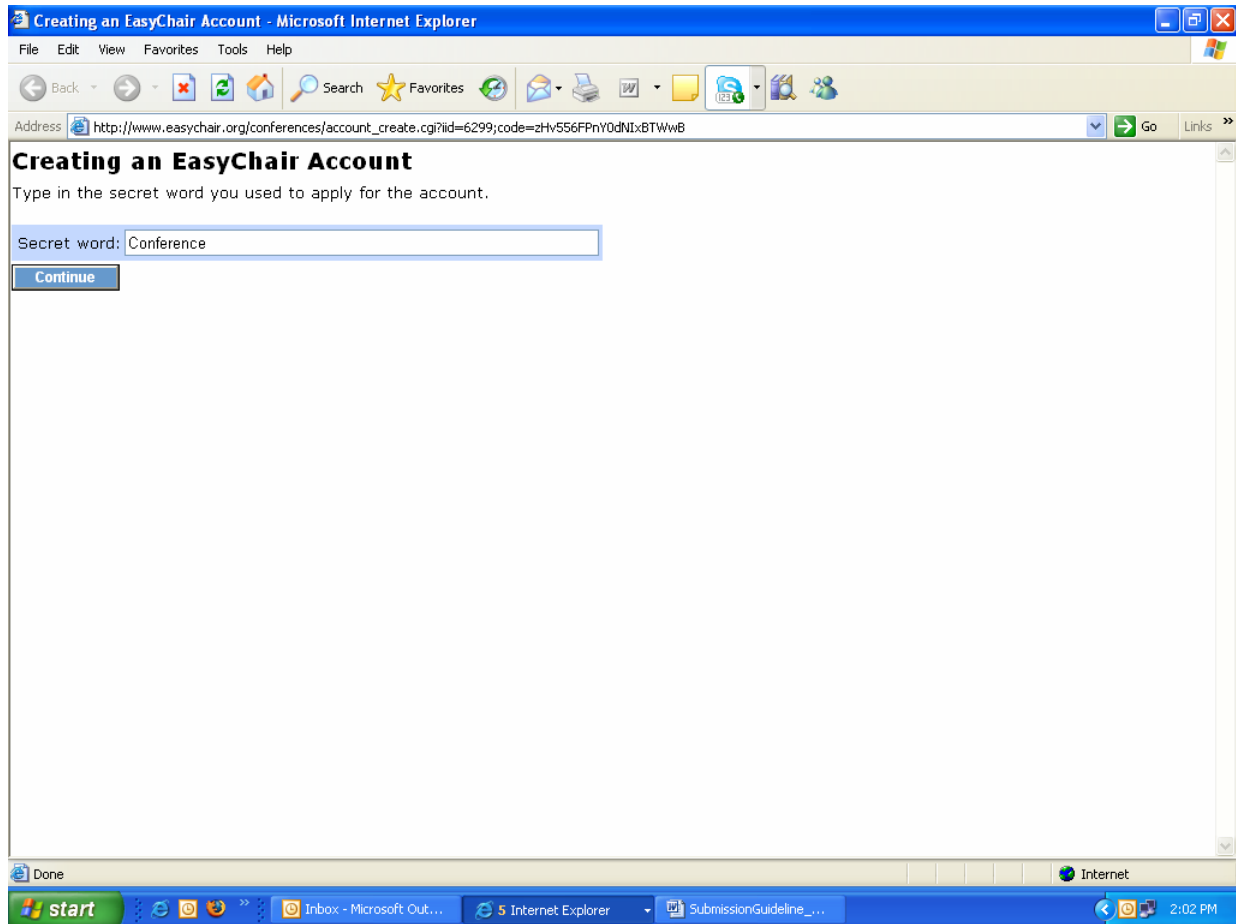 Creating an EasyChair Account - Microsoft Internet Explorer
File Edit View Favorites Tools Help
Back Search Favorites
Address http://www.easychair.org/conferences/account_create.cgi?iid=6299;code=zHv556FPnY0dNIxBTWwB Go Links »
Creating an EasyChair Account
Type in the secret word you used to apply for the account.
Secret word: Conference
Continue
Done Internet
start » Inbox - Microsoft Out... 5 Internet Explorer SubmissionGuideline_... 2:02 PM